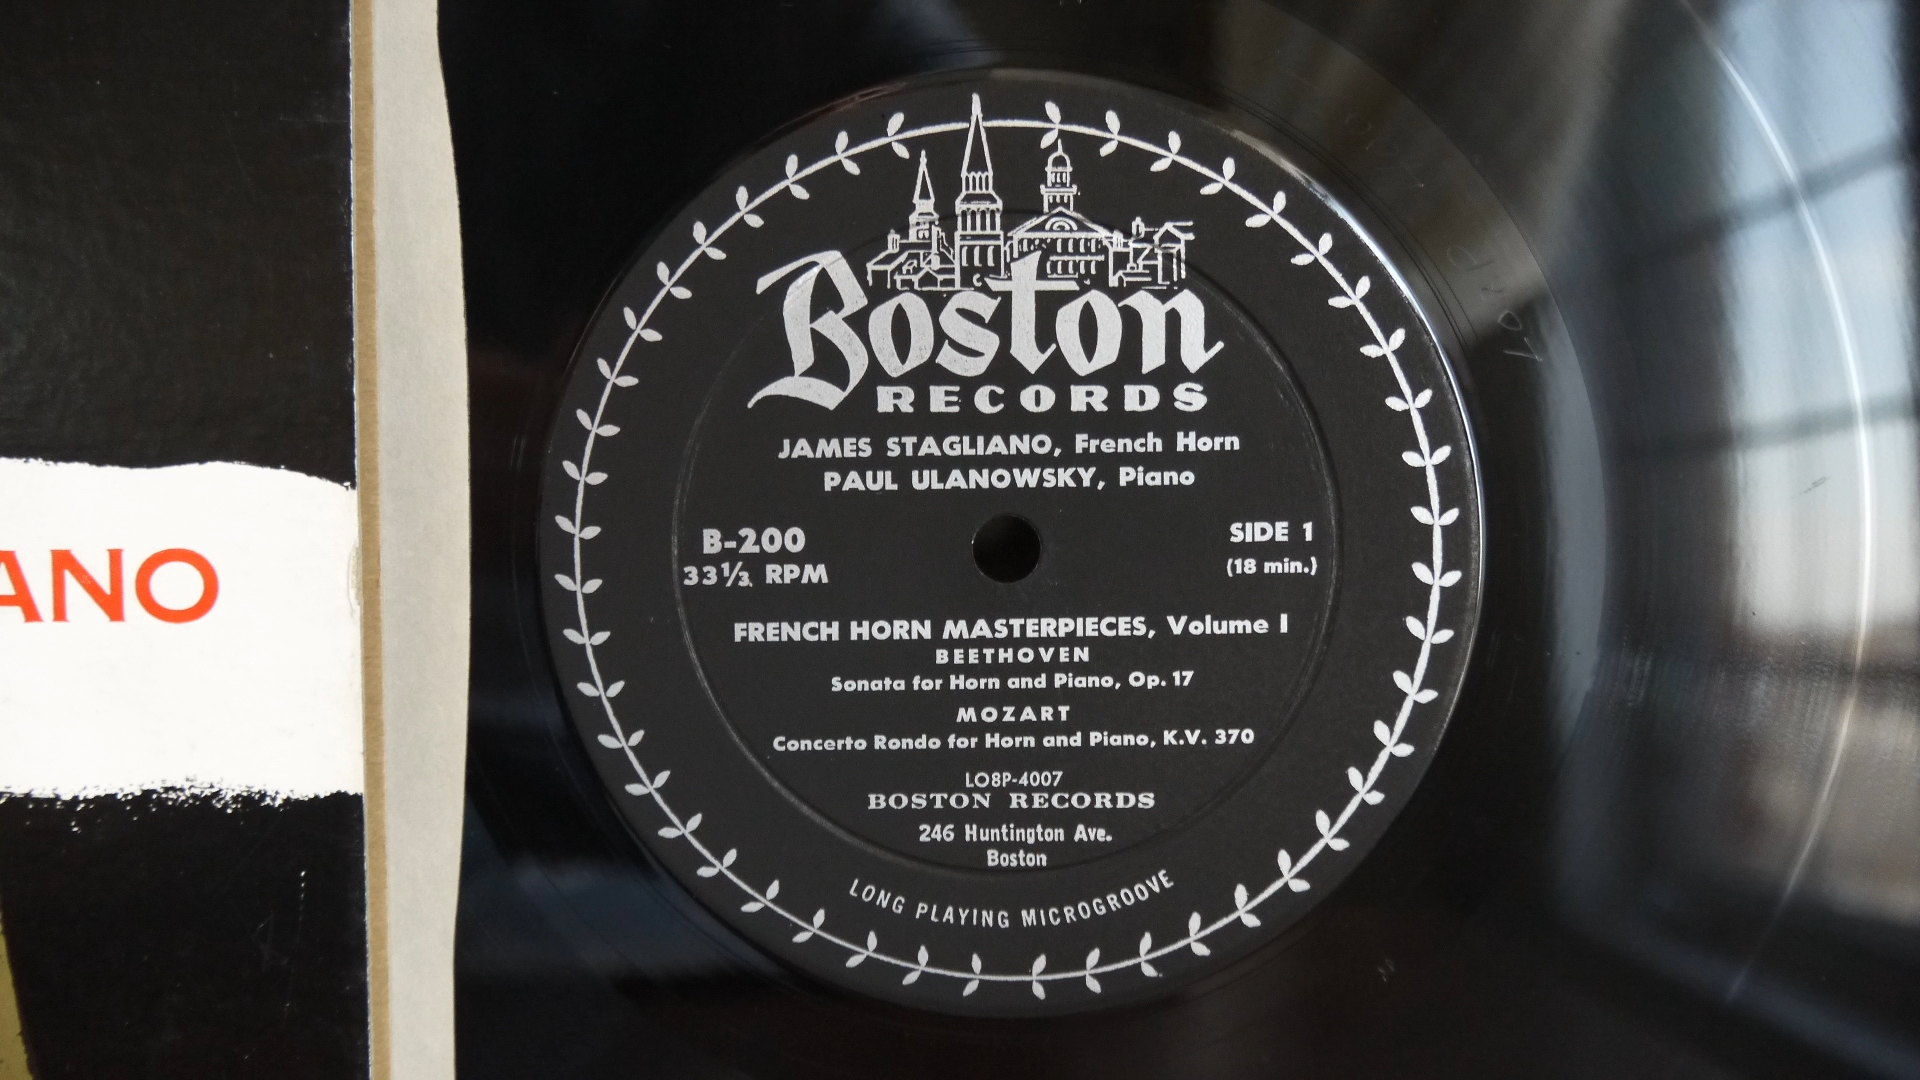 ANO
Boston
RECORDS
JAMES STAGLIANO, French Horn
PAUL ULANOWSKY, Piano
B-200
33⅓ RPM
SIDE 1
(18 min.)
FRENCH HORN MASTERPIECES, Volume I
BEETHOVEN
Sonata for Horn and Piano, Op. 17
MOZART
Concerto Rondo for Horn and Piano, K.V. 370
LO8P-4007
BOSTON RECORDS
246 Huntington Ave.
Boston
LONG PLAYING MICROGROOVE